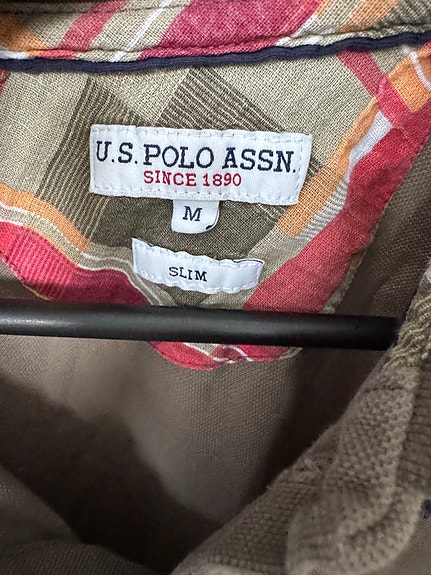 U.S. POLO ASSN.
SINCE 1890
M
SLIM